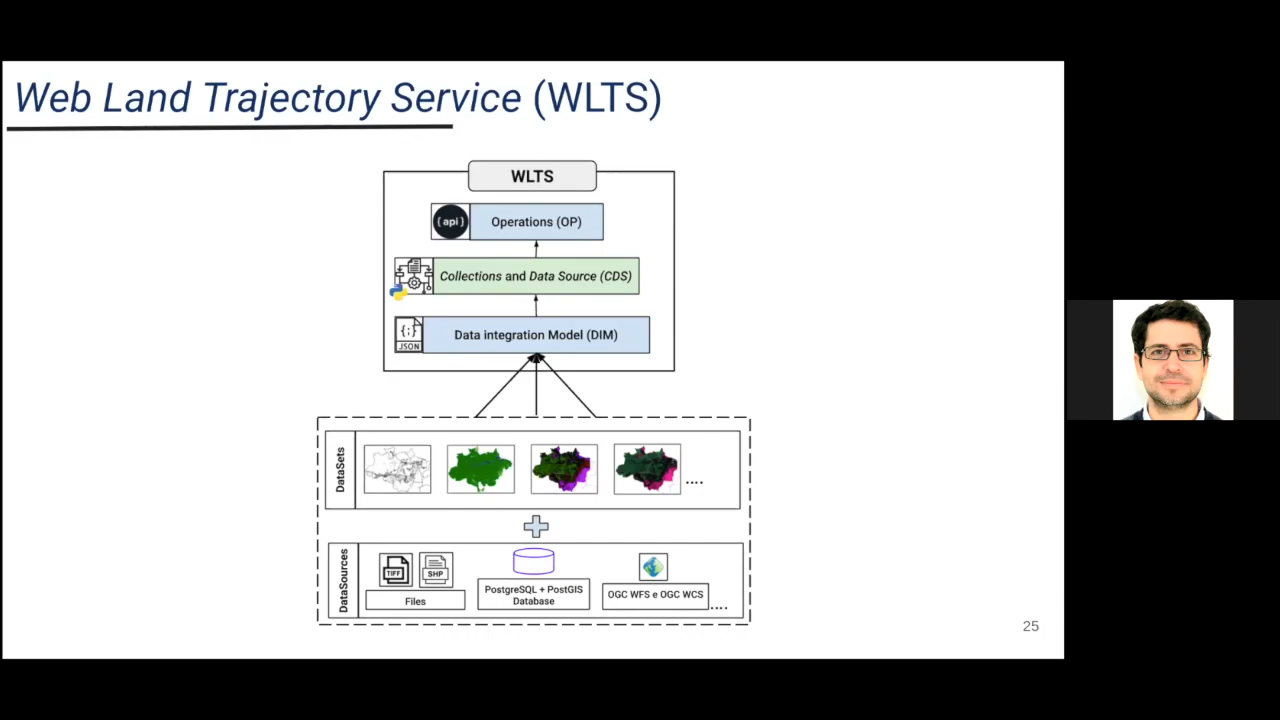 Web Land Trajectory Service (WLTS)
WLTS
{api}
Operations (OP)
Collections and Data Source (CDS)
{;}
JSON
Data integration Model (DIM)
DataSets
....
DataSources
TIFF
SHP
Files
PostgreSQL + PostGIS
Database
OGC WFS e OGC WCS
....
25